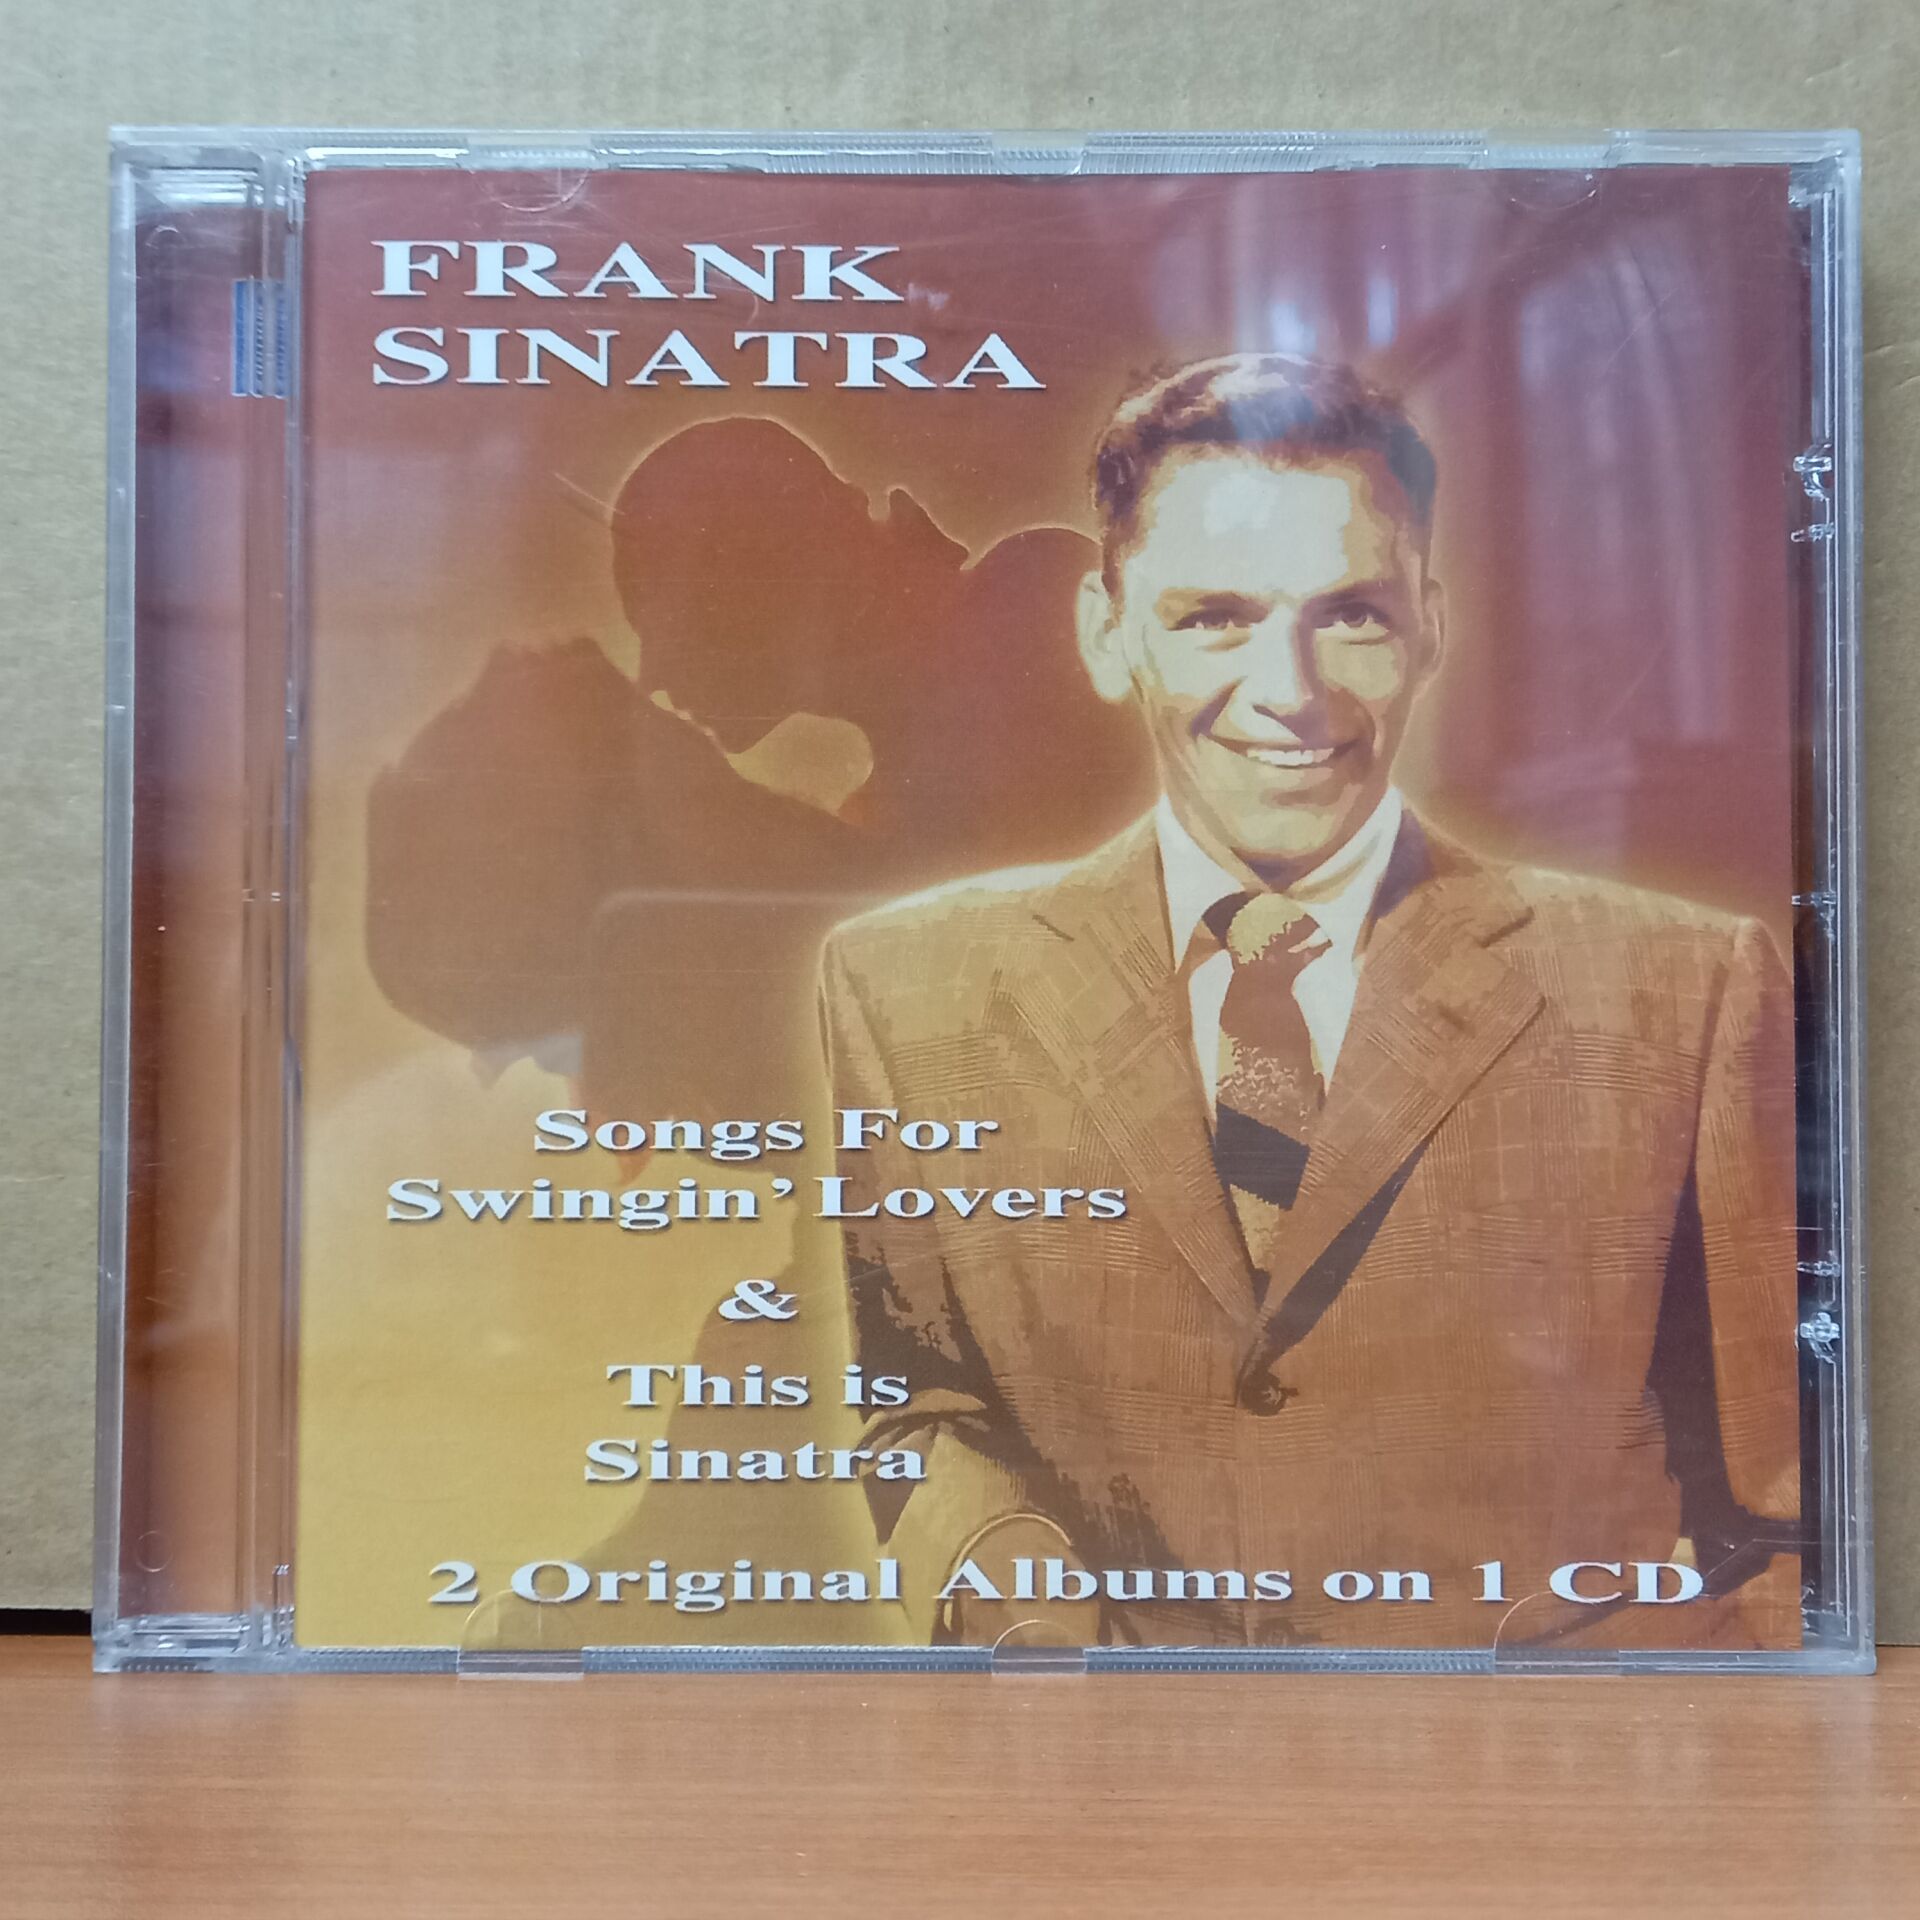 FRANK
SINATRA
Songs For
Swingin’ Lovers
&
This is
Sinatra
2 Original Albums on 1 CD